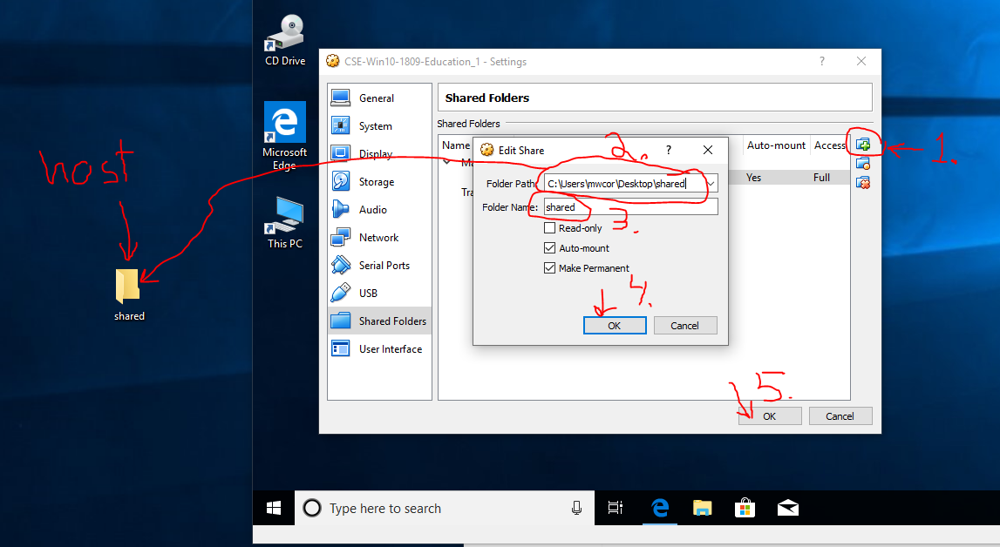 CD Drive
Microsoft
Edge
This PC
host
shared
CSE-Win10-1809-Education_1 - Settings
?
General
System
Display
Storage
Audio
Network
Serial Ports
USB
Shared Folders
User Interface
Shared Folders
Shared Folders
Name
Auto-mount
Access
Ma
Tra
Yes
Full
1.
2.
Edit Share
?
Folder Path:
C:\Users\mwcor\Desktop\shared
Folder Name:
shared
3.
Read-only
Auto-mount
Make Permanent
4.
OK
Cancel
5.
OK
Cancel
Type here to search